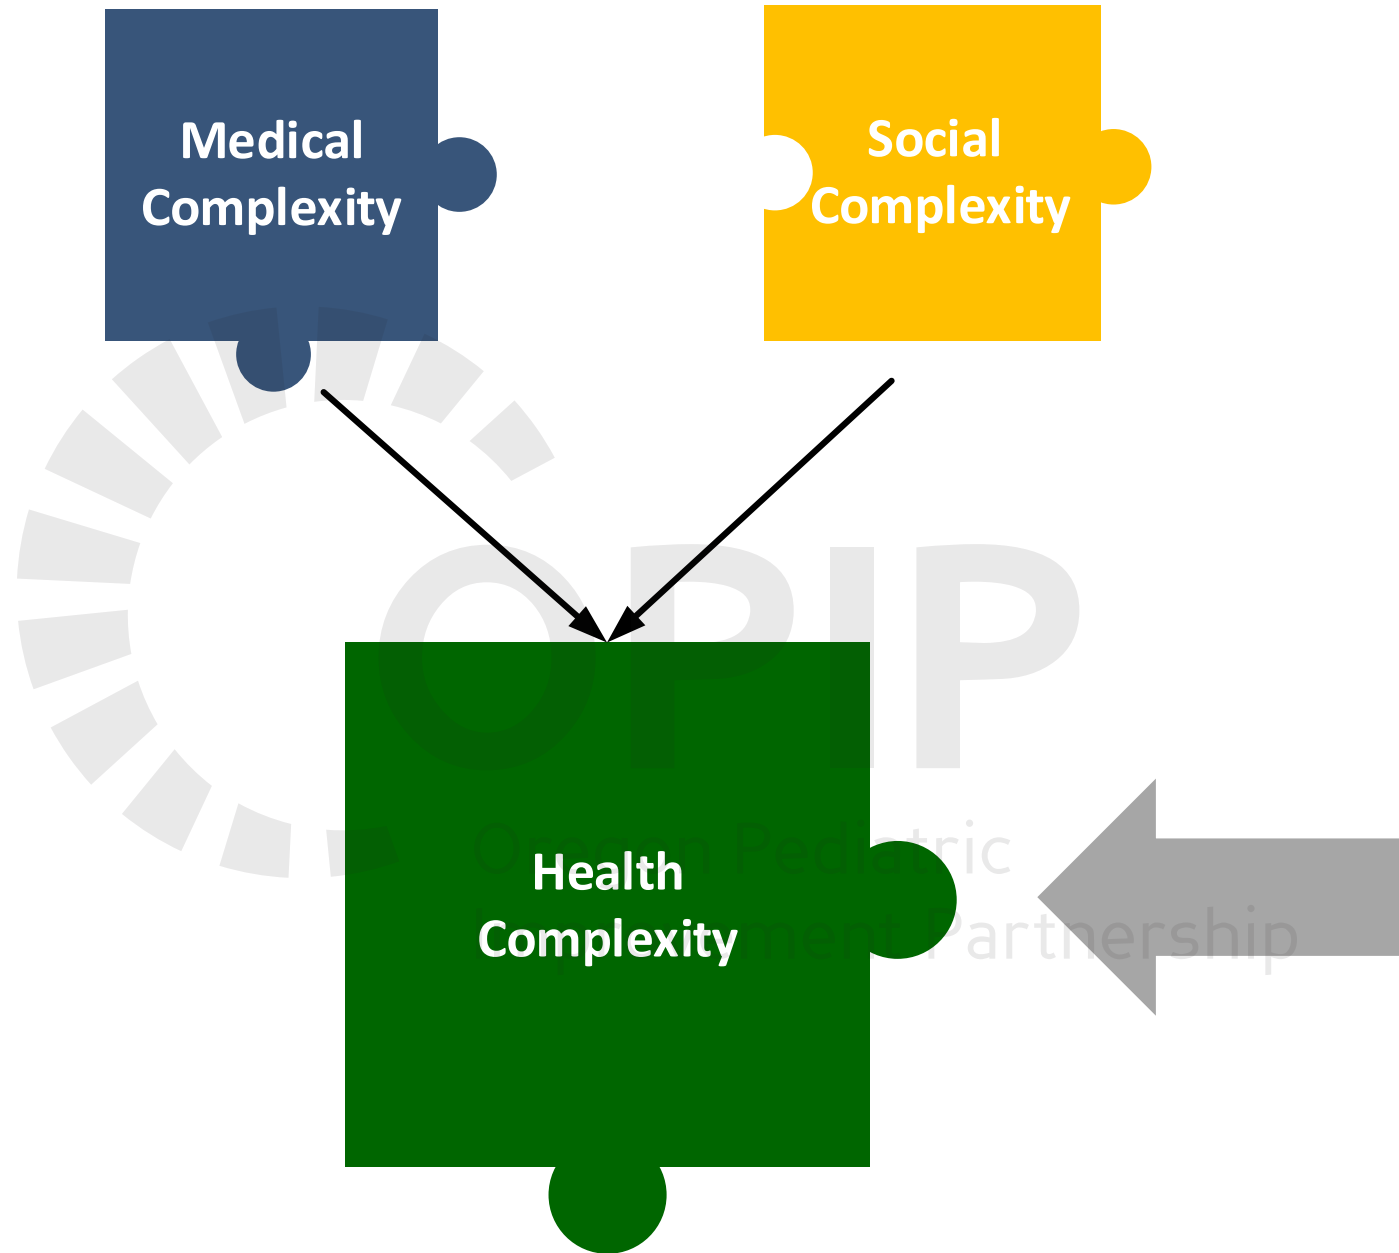 Medical
Complexity
Social
Complexity
OPIP
Oregon Pediatric
Health
Complexity
Partnership